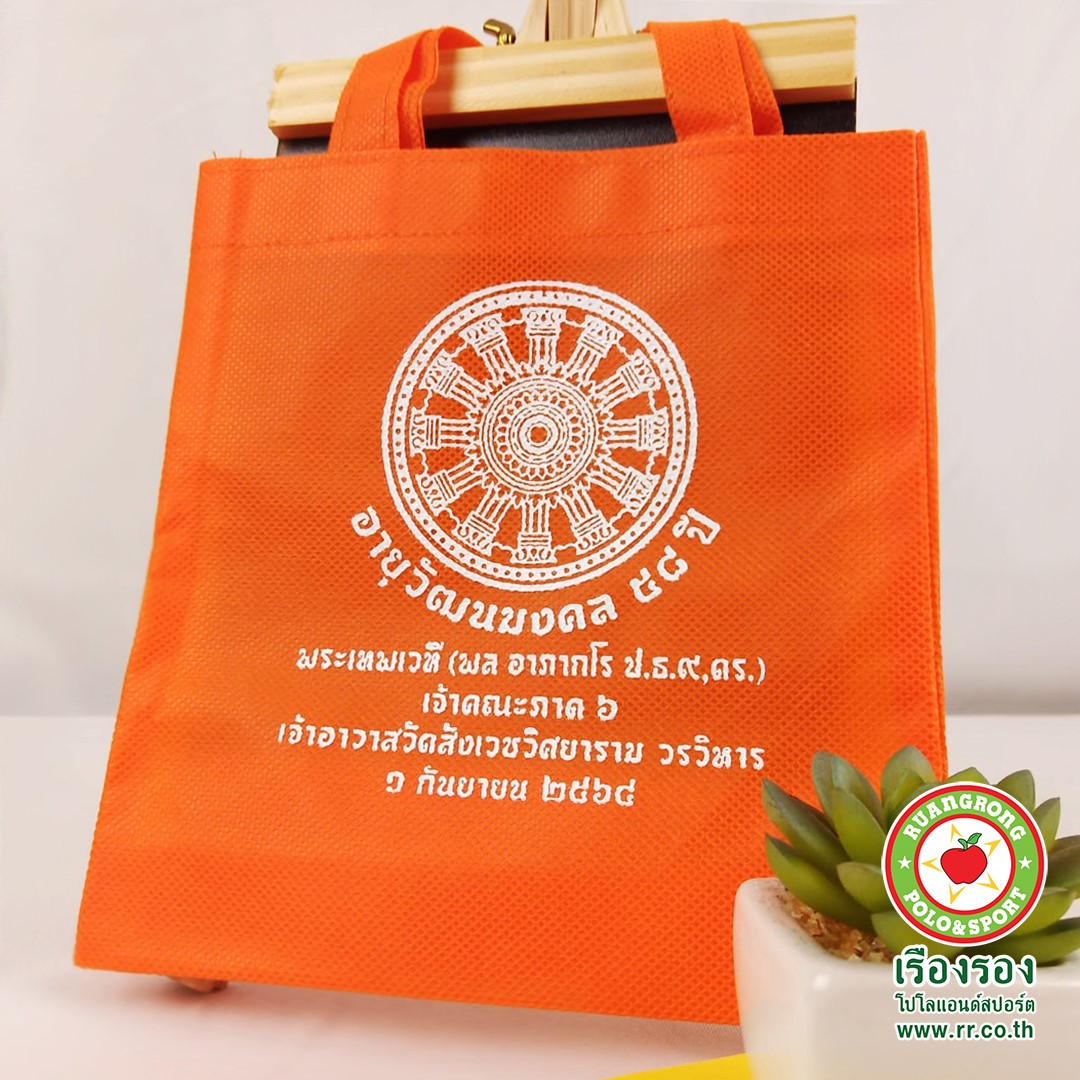 อายุวัฒนมงคล ๕๘ ปี
พระเทพเวที (พล อาภากโร ป.ธ.๙,ดร.)
เจ้าคณะภาค ๖
เจ้าอาวาสวัดสังเวชวิศยาราม วรวิหาร
๑ กันยายน ๒๕๖๔
RUANGRONG
POLO&SPORT
เรืองรอง
โปโลแอนด์สปอร์ต
www.rr.co.th